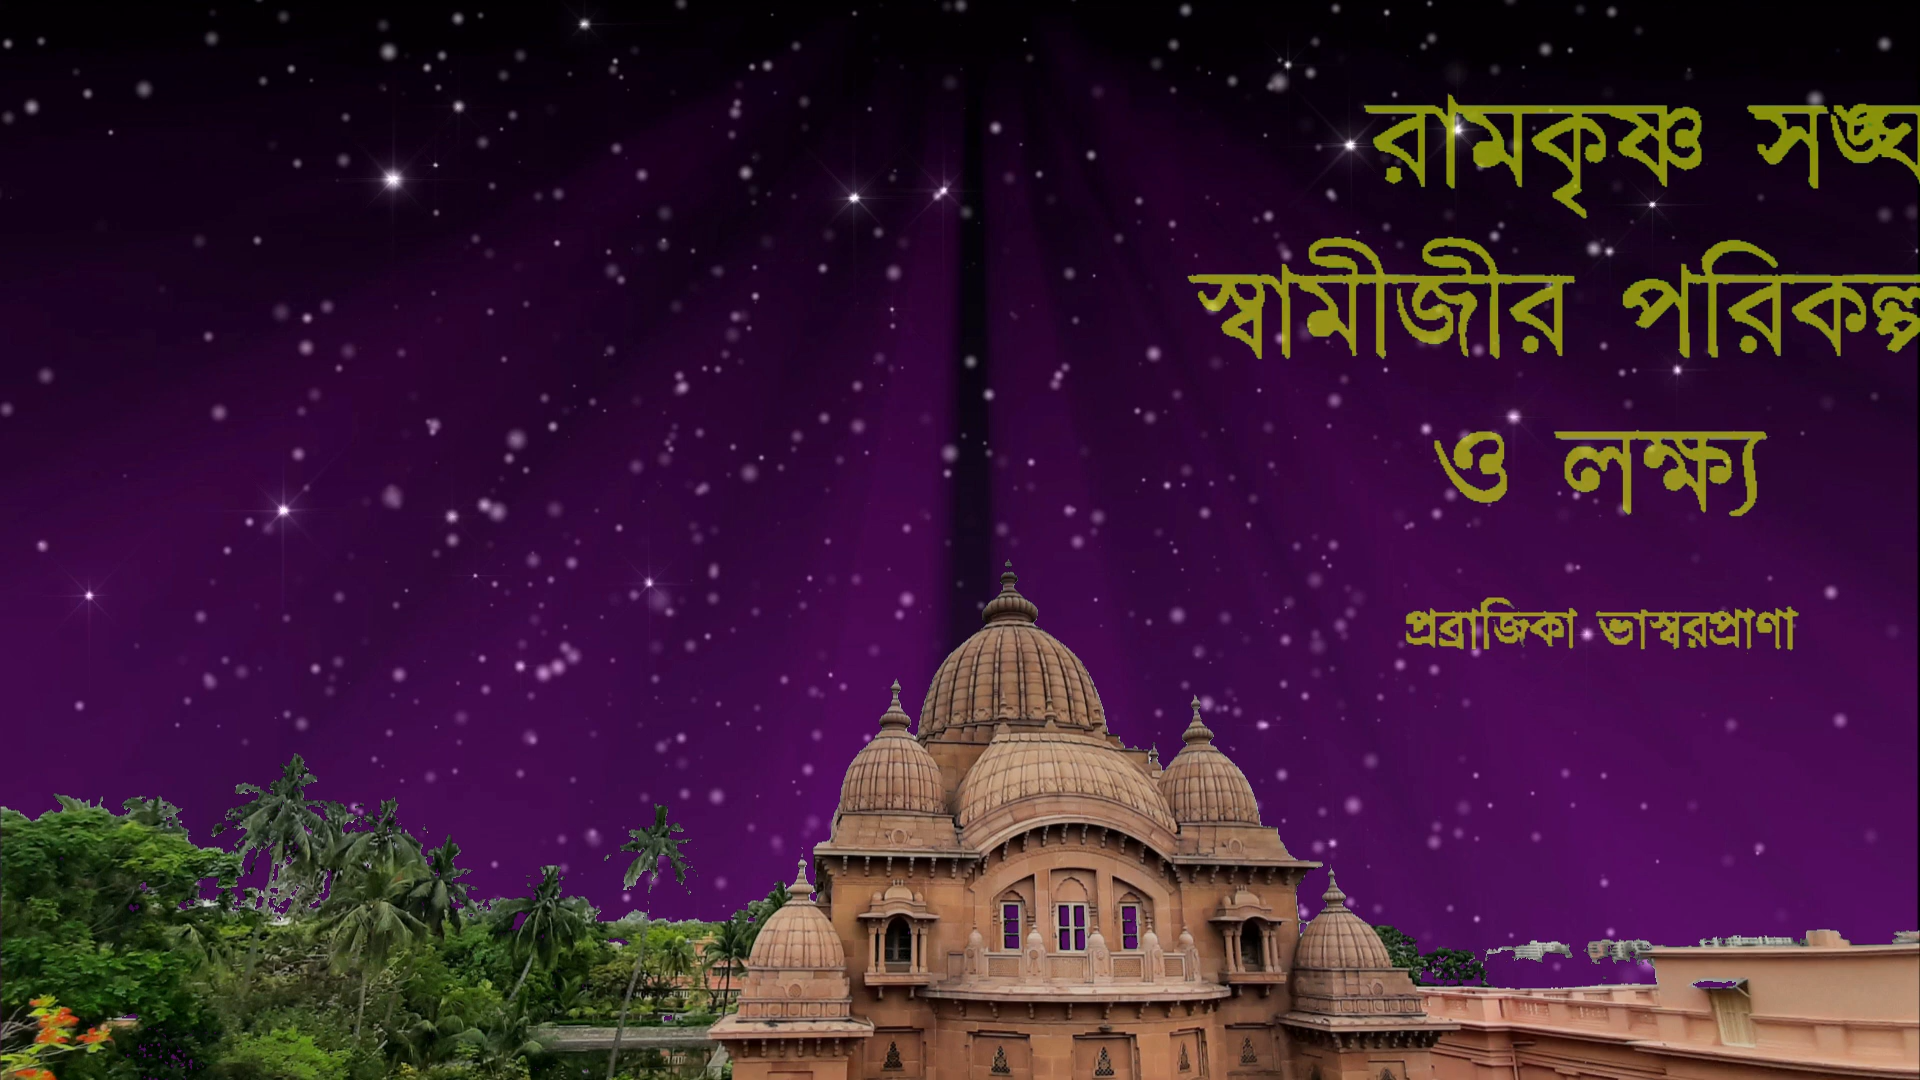 রামকৃষ্ণ সঙ্ঘ
স্বামীজীর পরিকল্প
ও লক্ষ্য
প্রব্রাজিকা ভাস্বরপ্রাণা